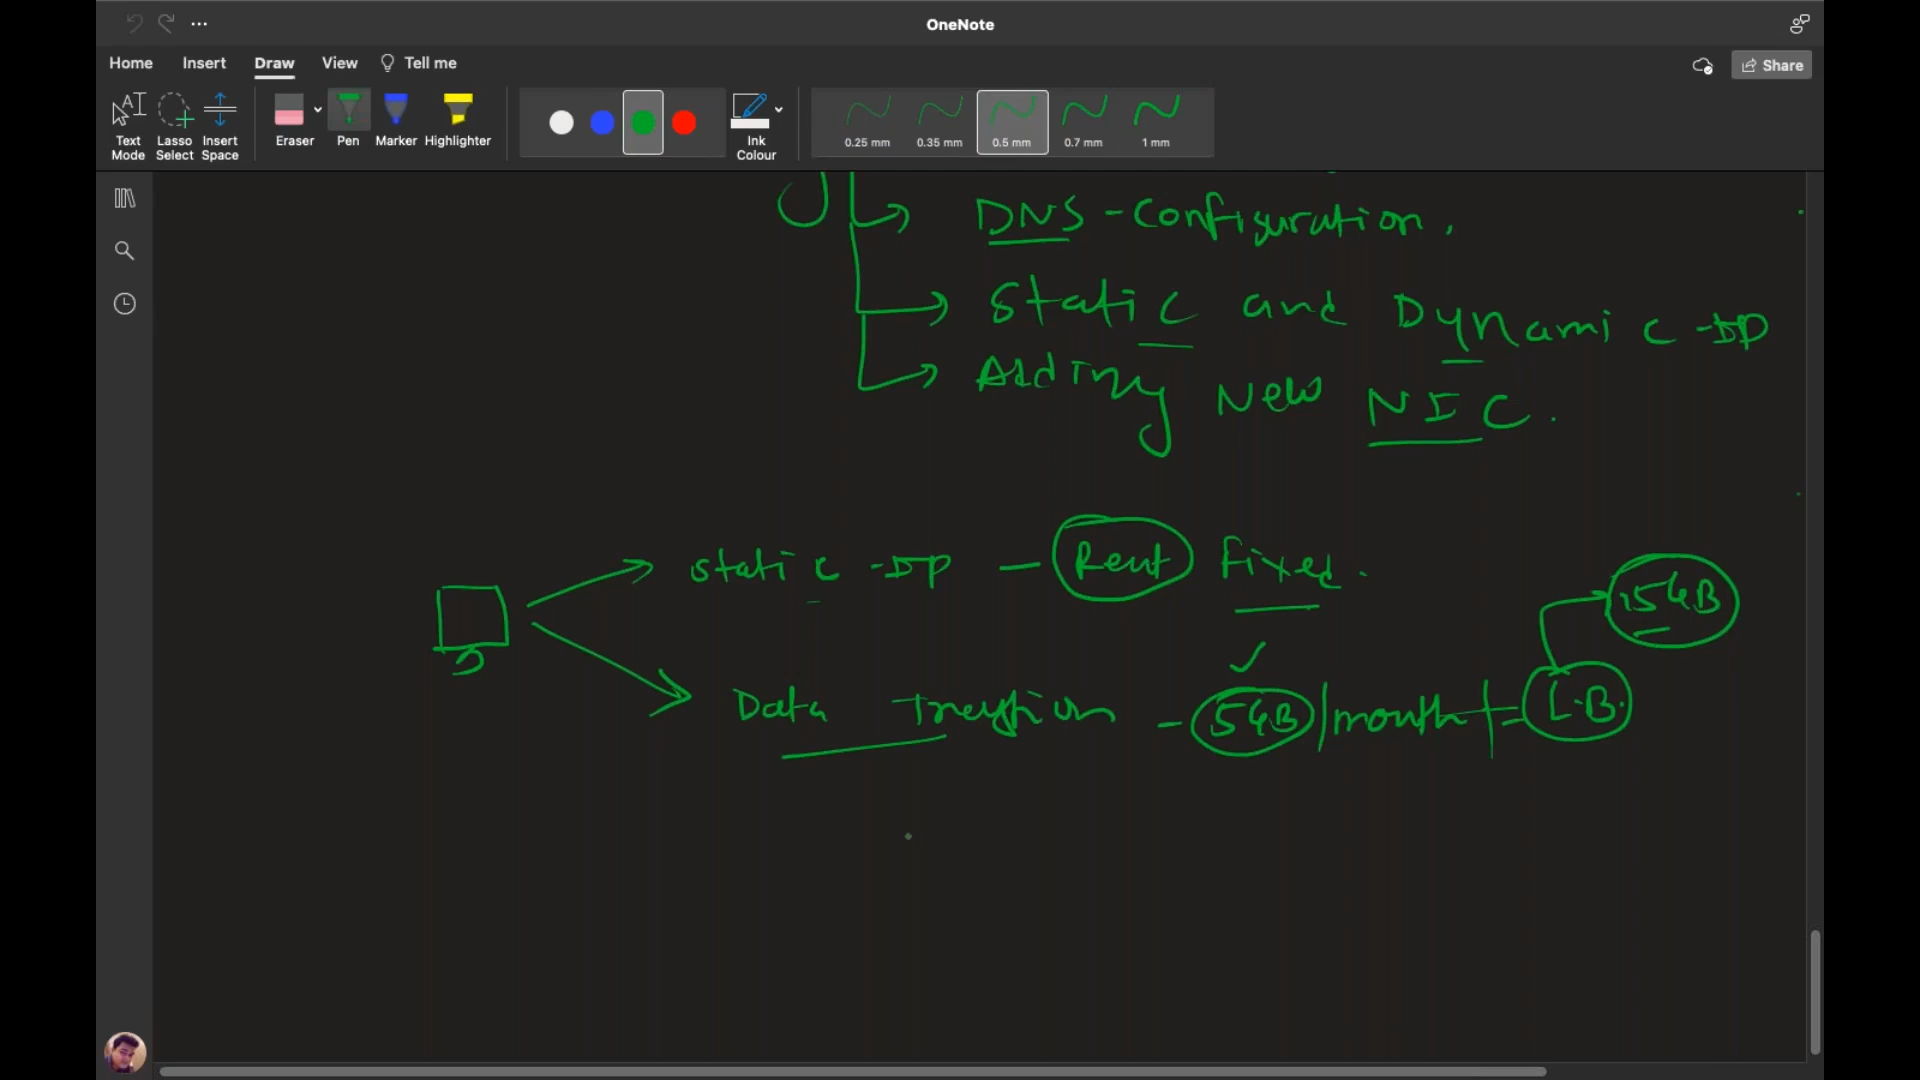 OneNote
Home Insert Draw View Tell me
Share
Text Mode
Lasso Select
Insert Space
Eraser
Pen
Marker
Highlighter
Ink Colour
0.25 mm
0.35 mm
0.5 mm
0.7 mm
1 mm
DNS - Configuration.
Static and Dynamic - IP
Adding New NIC.
static - IP - Rent fixed.
15GB
Data - 5GB / month = L.B.